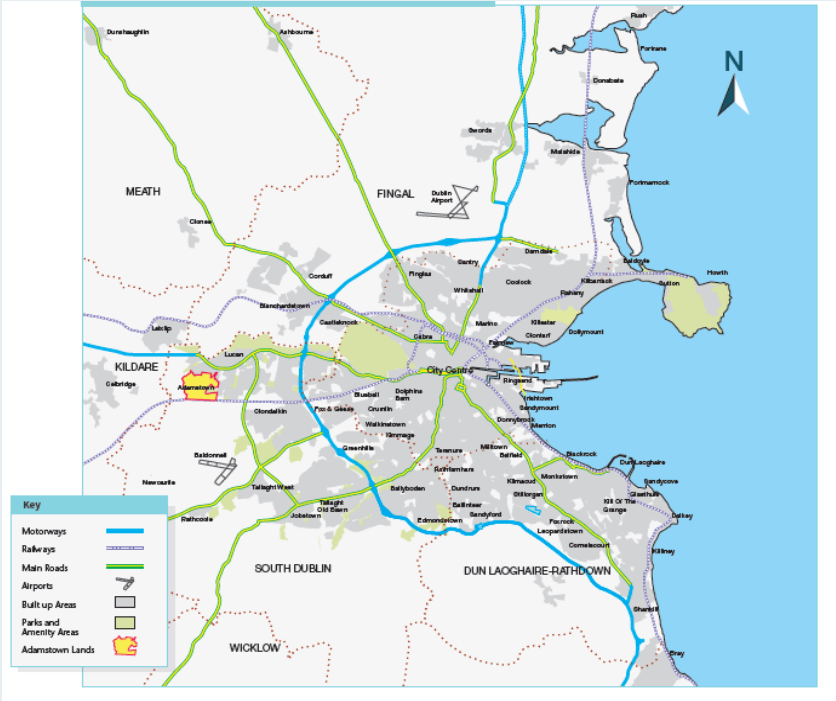 Rush
Dunshaughlin
Ashbourne
Portrane
N
Donabate
Swords
Malahide
MEATH
FINGAL
Dublin
Airport
Portmarnock
Clonee
Darndale
Baldoyle
Santry
Howth
Corduff
Finglas
Coolock
Kilbarrack
Sutton
Whitehall
Raheny
Blanchardstown
Castleknock
Marino
Killester
Leixlip
Cabra
Clontarf
Dollymount
Fairview
Lucan
KILDARE
City Centre
Celbridge
Adamstown
Ringsend
Dolphins
Barn
Bluebell
Irishtown
Clondalkin
Fox & Geese
Crumlin
Sandymount
Walkinstown
Donnybrook
Merrion
Kimmage
Greenhills
Terenure
Milltown
Belfield
Blackrock
Baldonnell
Rathfarnham
Dun Laoghaire
Monkstown
Newcastle
Tallaght West
Ballyboden
Dundrum
Kilmacud
Sandycove
Stillorgan
Glasthule
Tallaght
Old Bawn
Kill Of The
Grange
Ballinteer
Rathcoole
Jobstown
Edmondstown
Sandyford
Dalkey
Foxrock
Leopardstown
Cornelscourt
Killiney
SOUTH DUBLIN
DUN LAOGHAIRE-RATHDOWN
Shankill
WICKLOW
Bray
Key
Motorways
Railways
Main Roads
Airports
Built up Areas
Parks and
Amenity Areas
Adamstown Lands